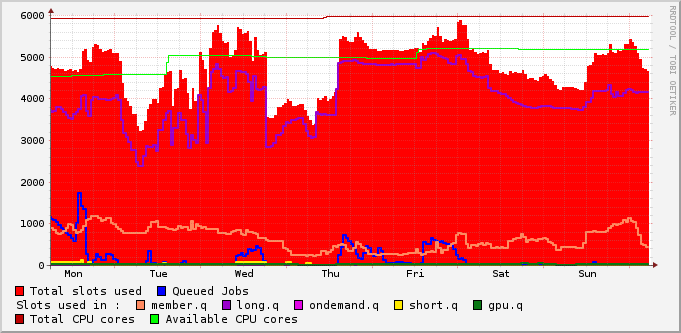 6000
5000
4000
3000
2000
1000
0
Mon Tue Wed Thu Fri Sat Sun
RRDTOOL / TOBI OETIKER
Total slots used Queued Jobs
Slots used in : member.q long.q ondemand.q short.q gpu.q
Total CPU cores Available CPU cores